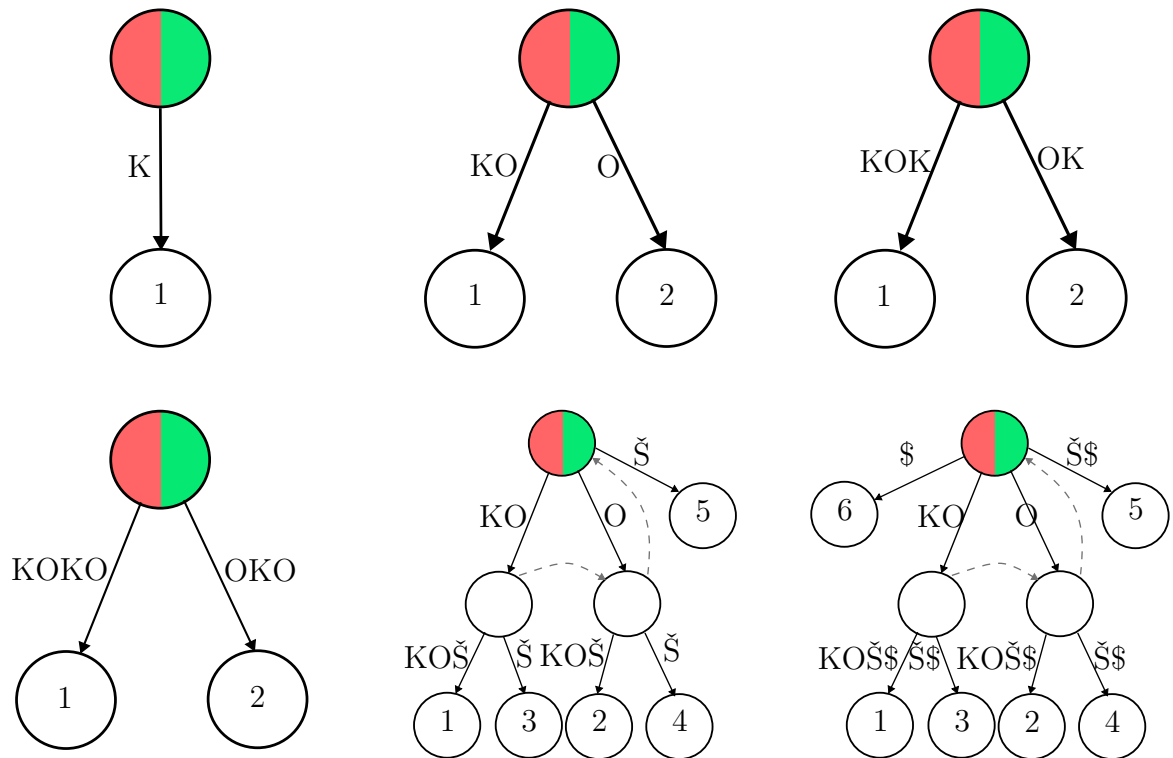 K
1
KO O
1 2
KOK OK
1 2
KOKO OKO
1 2
Š
5
KO O
KOŠ Š KOŠ Š
1 3 2 4
$ Š$
6 5
KO O
KOŠ$ Š$ KOŠ$ Š$
1 3 2 4